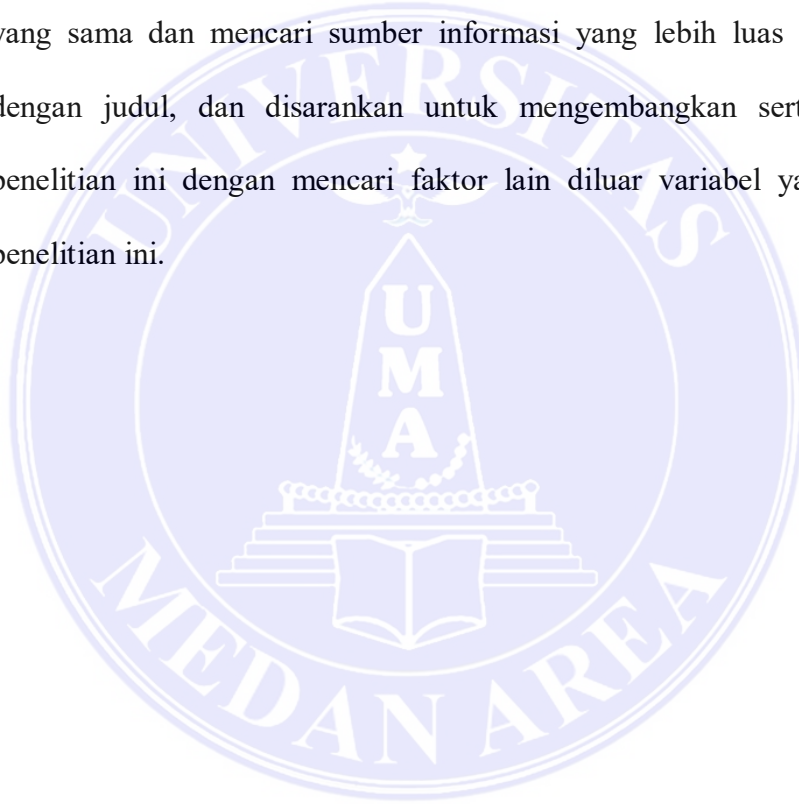 yang sama dan mencari sumber informasi yang lebih luas
dengan judul, dan disarankan untuk mengembangkan sert
penelitian ini dengan mencari faktor lain diluar variabel ya
penelitian ini.
UNIVERSITAS
UMA
MEDAN AREA